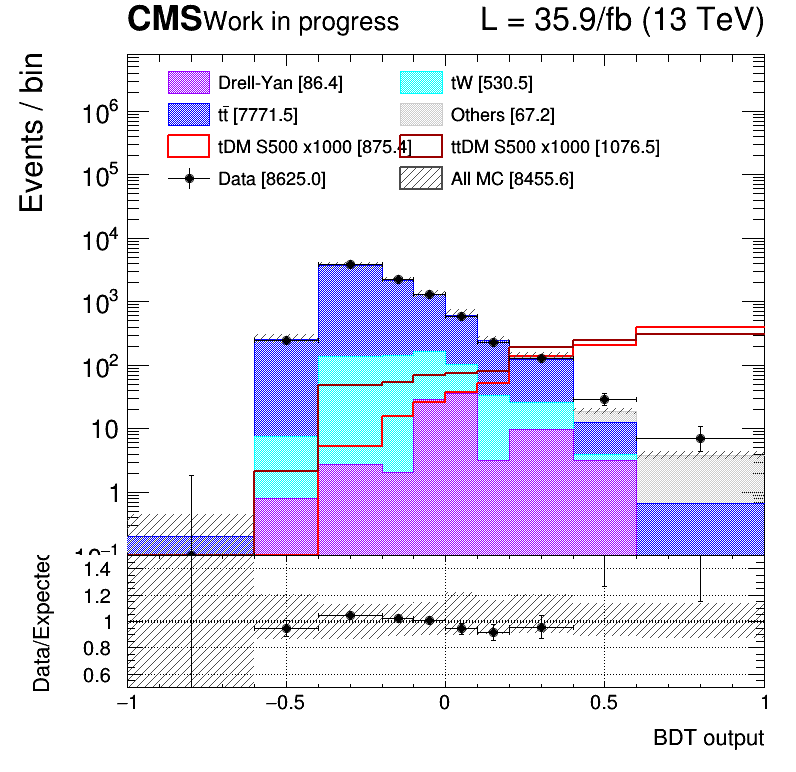 CMS Work in progress L = 35.9/fb (13 TeV)
Events / bin
Drell-Yan [86.4] tW [530.5]
tt̄ [7771.5] Others [67.2]
tDM S500 x1000 [875.4] ttDM S500 x1000 [1076.5]
Data [8625.0] All MC [8455.6]
10⁶
10⁵
10⁴
10³
10²
10
1
10⁻¹
Data/Expected
1.4
1.2
1
0.8
0.6
−1 −0.5 0 0.5 1
BDT output